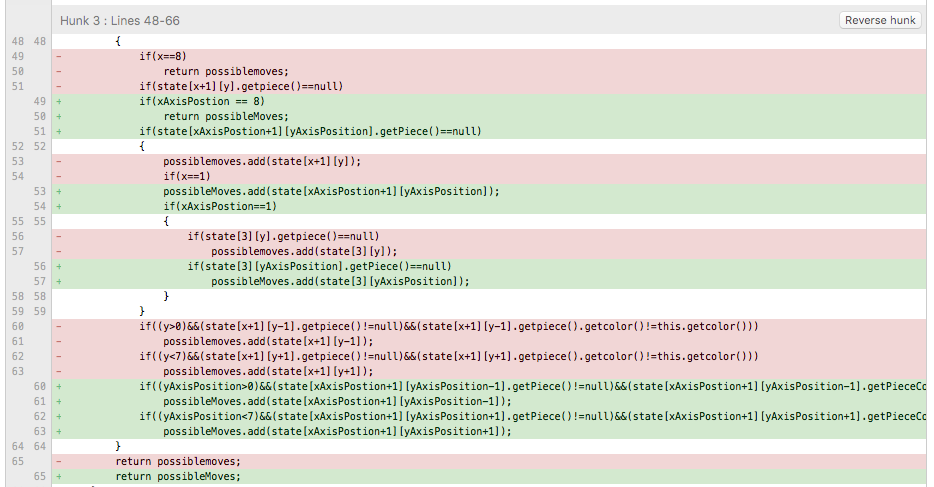 Hunk 3 : Lines 48-66
Reverse hunk
48 48 {
49 - if(x==8)
50 - return possiblemoves;
51 - if(state[x+1][y].getpiece()==null)
49 + if(xAxisPostion == 8)
50 + return possibleMoves;
51 + if(state[xAxisPostion+1][yAxisPosition].getPiece()==null)
52 52 {
53 - possiblemoves.add(state[x+1][y]);
54 - if(x==1)
53 + possibleMoves.add(state[xAxisPostion+1][yAxisPosition]);
54 + if(xAxisPostion==1)
55 55 {
56 - if(state[3][y].getpiece()==null)
57 - possiblemoves.add(state[3][y]);
56 + if(state[3][yAxisPosition].getPiece()==null)
57 + possibleMoves.add(state[3][yAxisPosition]);
58 58 }
59 59 }
60 - if((y>0)&&(state[x+1][y-1].getpiece()!=null)&&(state[x+1][y-1].getpiece().getcolor()!=this.getcolor()))
61 - possiblemoves.add(state[x+1][y-1]);
62 - if((y<7)&&(state[x+1][y+1].getpiece()!=null)&&(state[x+1][y+1].getpiece().getcolor()!=this.getcolor()))
63 - possiblemoves.add(state[x+1][y+1]);
60 + if((yAxisPosition>0)&&(state[xAxisPostion+1][yAxisPosition-1].getPiece()!=null)&&(state[xAxisPostion+1][yAxisPosition-1].getPieceCo
61 + possibleMoves.add(state[xAxisPostion+1][yAxisPosition-1]);
62 + if((yAxisPosition<7)&&(state[xAxisPostion+1][yAxisPosition+1].getPiece()!=null)&&(state[xAxisPostion+1][yAxisPosition+1].getPieceCo
63 + possibleMoves.add(state[xAxisPostion+1][yAxisPosition+1]);
64 64 }
65 - return possiblemoves;
65 + return possibleMoves;